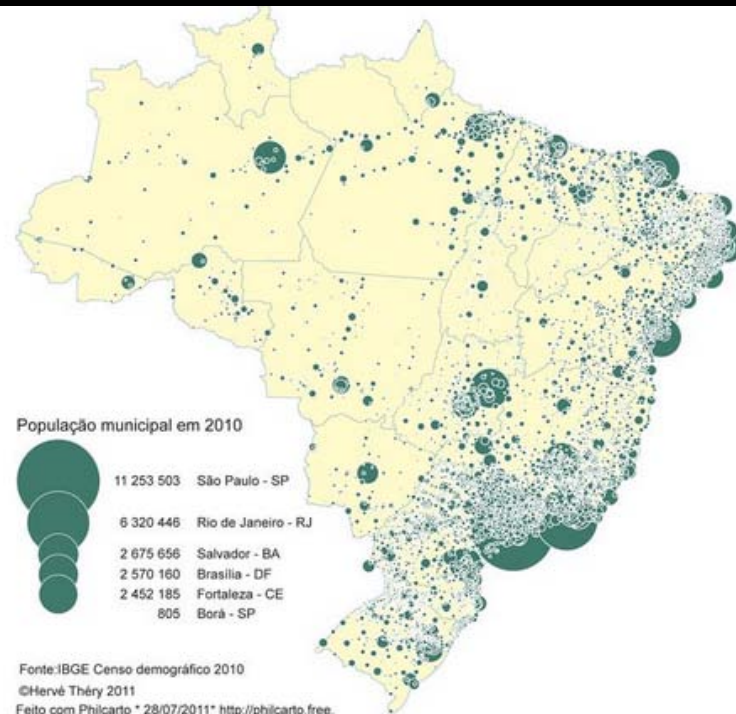 População municipal em 2010
11 253 503 São Paulo - SP
6 320 446 Rio de Janeiro - RJ
2 675 656 Salvador - BA
2 570 160 Brasília - DF
2 452 185 Fortaleza - CE
805 Borá - SP
Fonte:IBGE Censo demográfico 2010
©Hervé Théry 2011
Feito com Philcarto * 28/07/2011* http://philcarto.free.